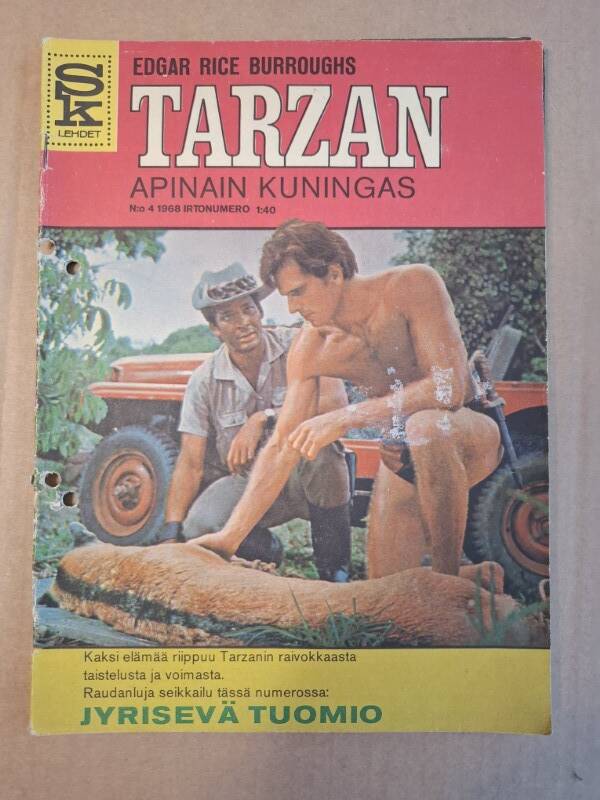 SK
LEHDET
EDGAR RICE BURROUGHS
TARZAN
APINAIN KUNINGAS
N:o 4 1968 IRTONUMERO 1:40
Kaksi elämää riippuu Tarzanin raivokkaasta
taistelusta ja voimasta.
Raudanluja seikkailu tässä numerossa:
JYRISEVÄ TUOMIO